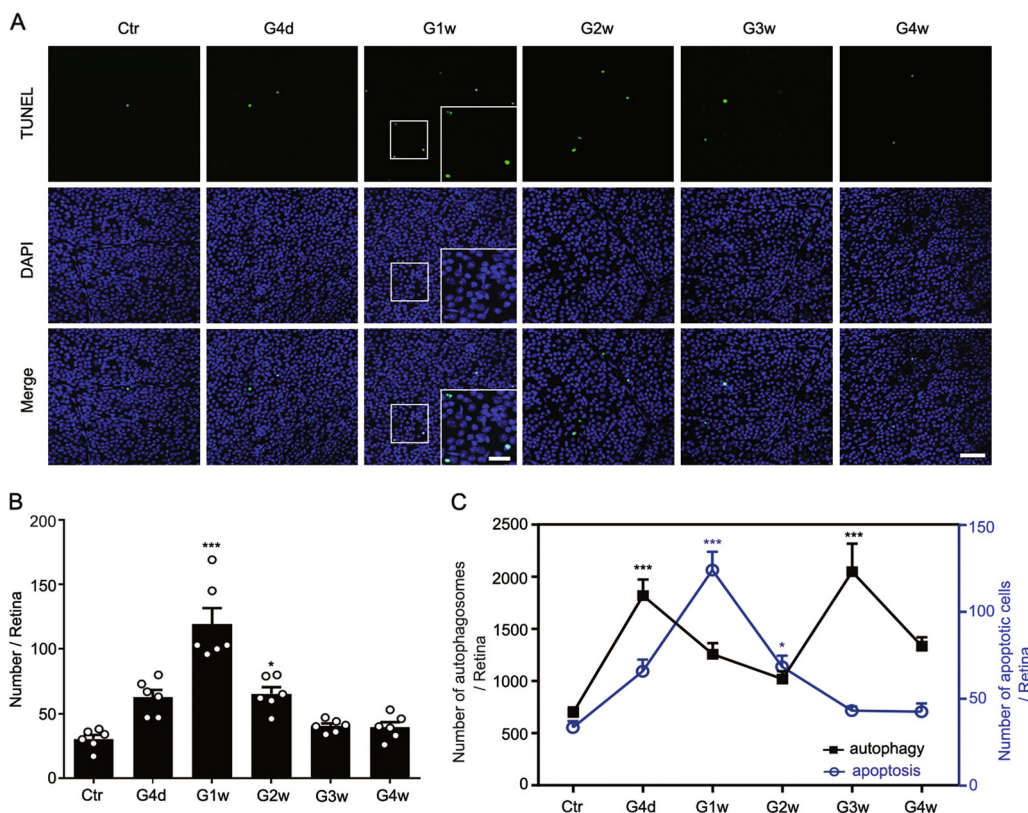 A
Ctr G4d G1w G2w G3w G4w
TUNEL
DAPI
Merge
B
Number / Retina
200
150
100
50
0
***
*
Ctr G4d G1w G2w G3w G4w
C
Number of autophagosomes
/ Retina
2500
2000
1500
1000
500
0
***
***
*
***
autophagy
apoptosis
Ctr G4d G1w G2w G3w G4w
150
100
50
0
Number of apoptotic cells
/ Retina